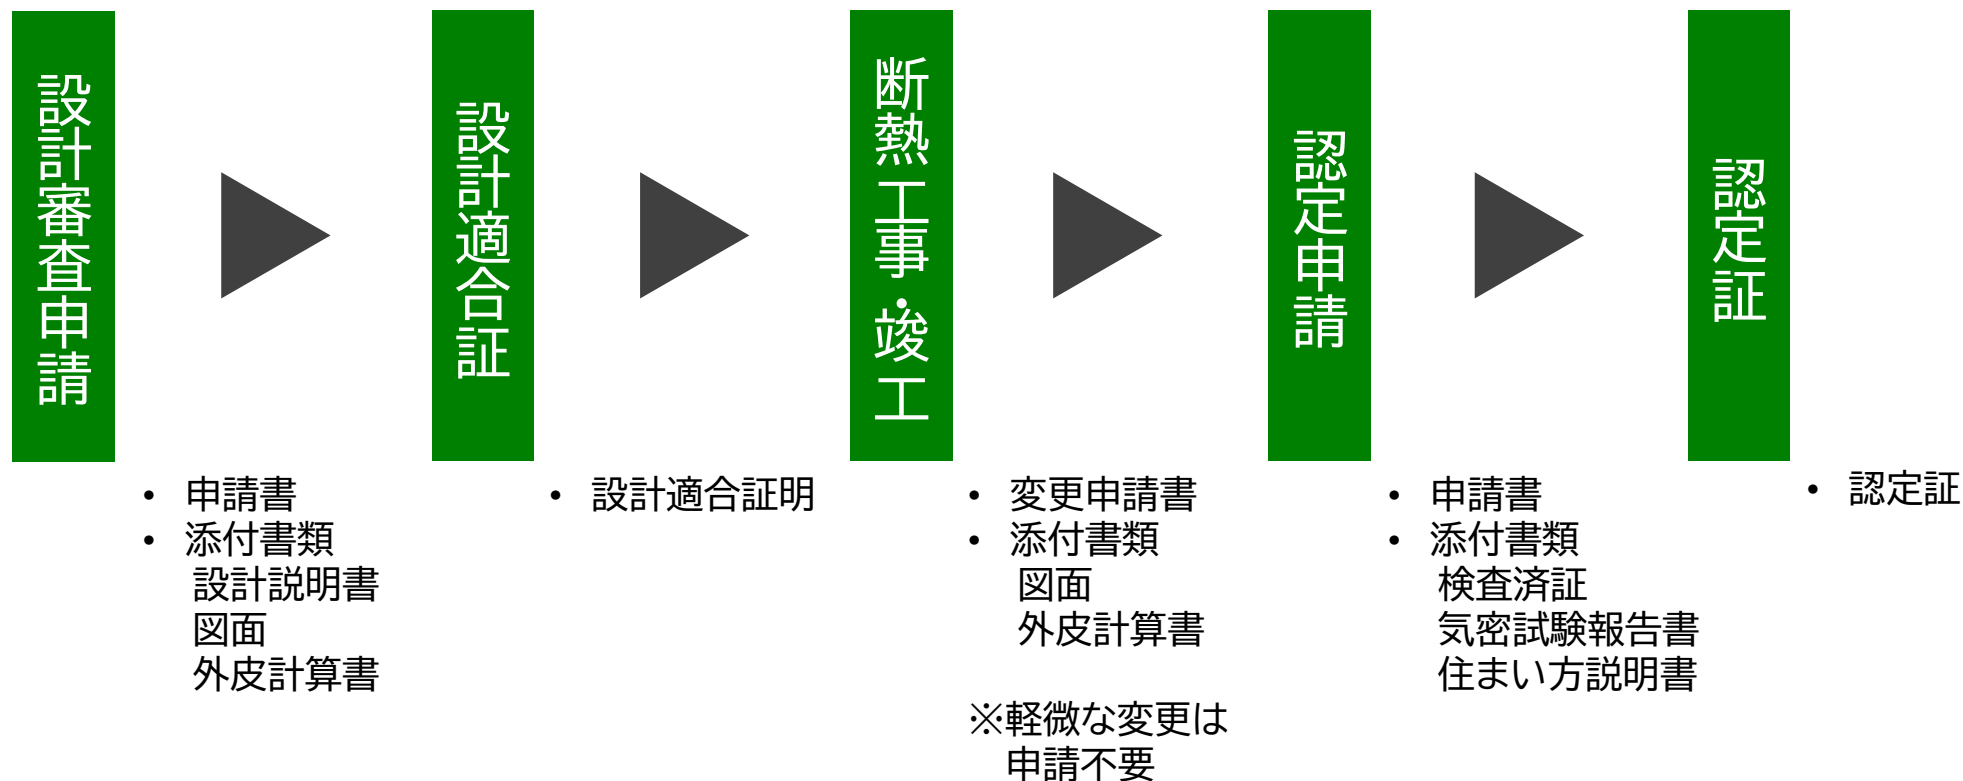 設計審査申請
設計適合証
断熱工事・竣工
認定申請
認定証
• 申請書
• 添付書類
設計説明書
図面
外皮計算書
• 設計適合証明
• 変更申請書
• 添付書類
図面
外皮計算書
※軽微な変更は
申請不要
• 申請書
• 添付書類
検査済証
気密試験報告書
住まい方説明書
• 認定証